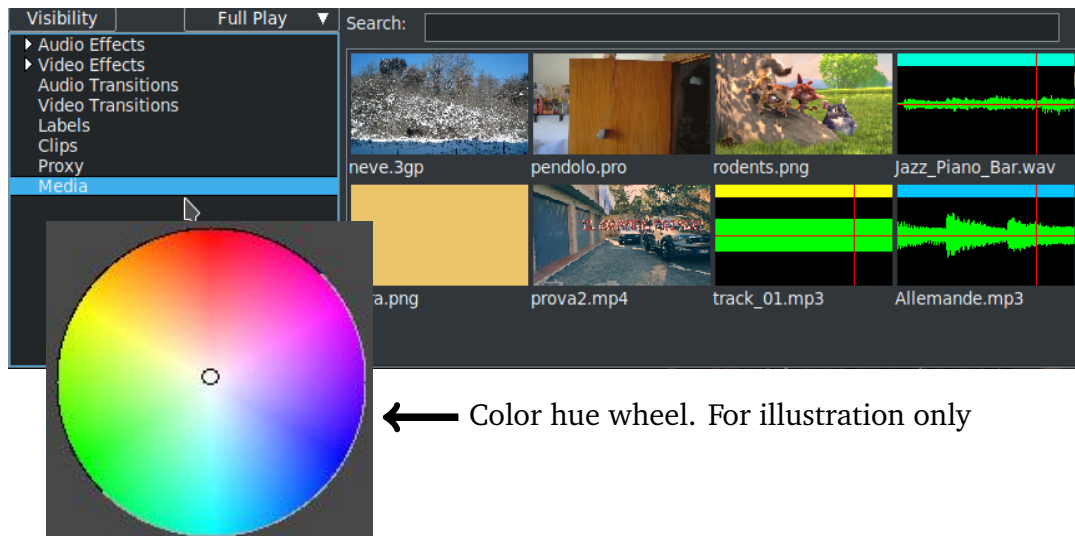 Visibility
Full Play ▼
Search:
Audio Effects
Video Effects
Audio Transitions
Video Transitions
Labels
Clips
Proxy
Media
neve.3gp
pendolo.pro
rodents.png
Jazz_Piano_Bar.wav
ra.png
prova2.mp4
track_01.mp3
Allemande.mp3
Color hue wheel. For illustration only